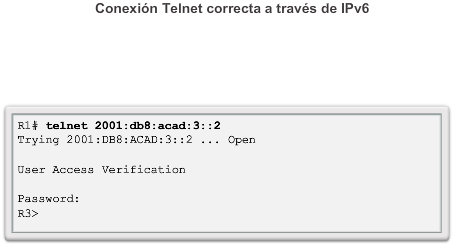 Conexión Telnet correcta a través de IPv6
R1# telnet 2001:db8:acad:3::2
Trying 2001:DB8:ACAD:3::2 ... Open
User Access Verification
Password:
R3>